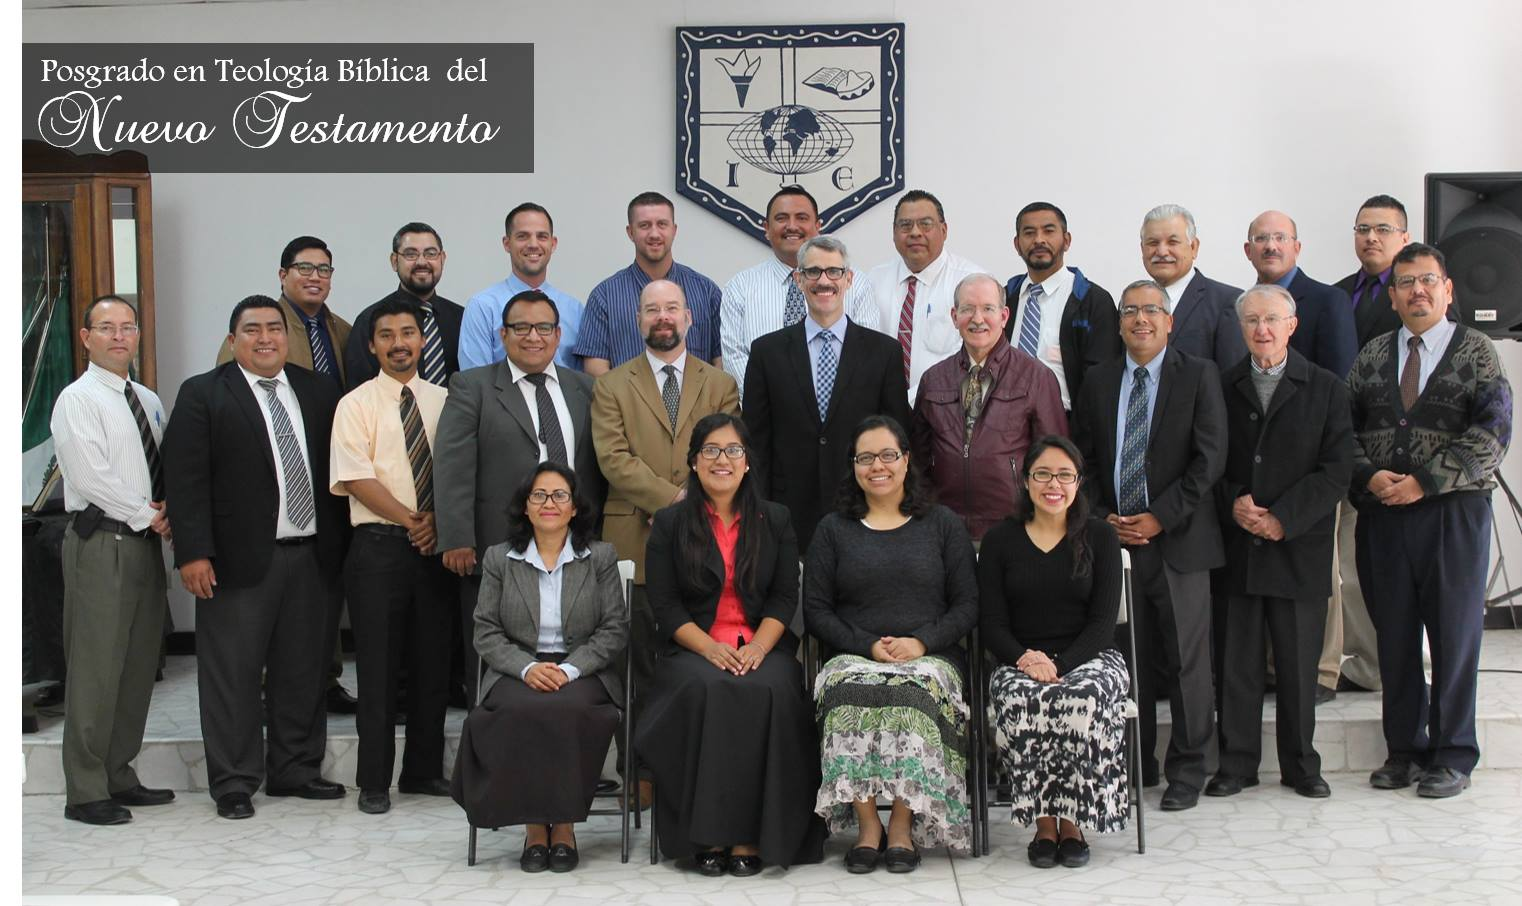 Posgrado en Teología Bíblica del
Nuevo Testamento
I E